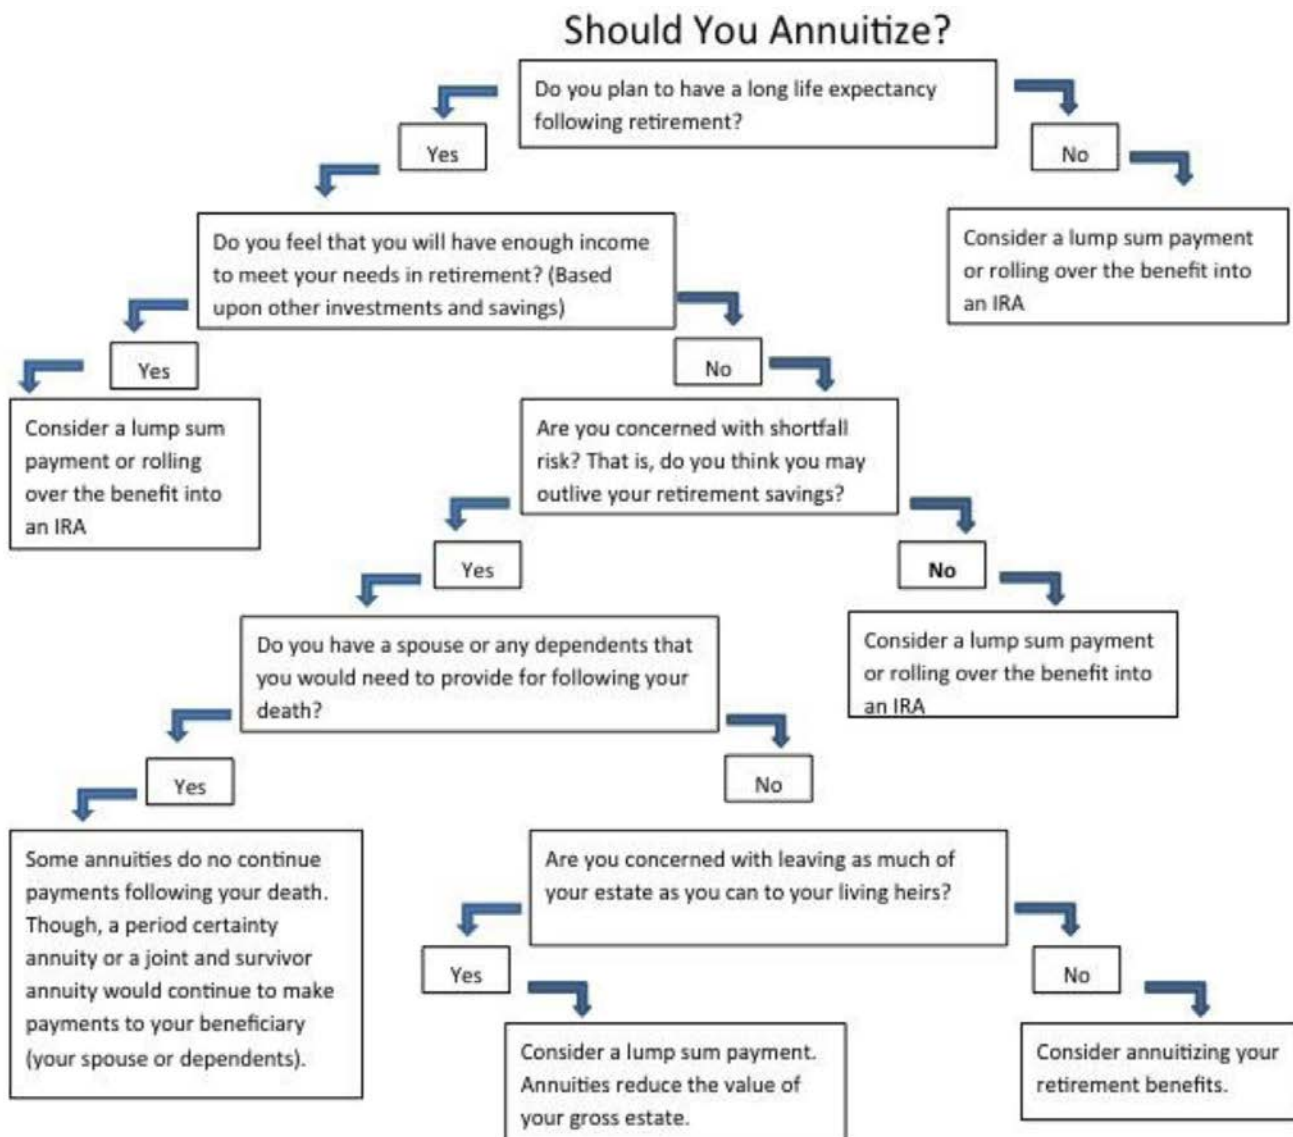 Should You Annuitize?
Do you plan to have a long life expectancy
following retirement?
Yes
No
Do you feel that you will have enough income
to meet your needs in retirement? (Based
upon other investments and savings)
Consider a lump sum payment
or rolling over the benefit into
an IRA
Yes
No
Consider a lump sum
payment or rolling
over the benefit into
an IRA
Are you concerned with shortfall
risk? That is, do you think you may
outlive your retirement savings?
Yes
No
Do you have a spouse or any dependents that
you would need to provide for following your
death?
Consider a lump sum payment
or rolling over the benefit into
an IRA
Yes
No
Some annuities do no continue
payments following your death.
Though, a period certainty
annuity or a joint and survivor
annuity would continue to make
payments to your beneficiary
(your spouse or dependents).
Are you concerned with leaving as much of
your estate as you can to your living heirs?
Yes
No
Consider a lump sum payment.
Annuities reduce the value of
your gross estate.
Consider annuitizing your
retirement benefits.